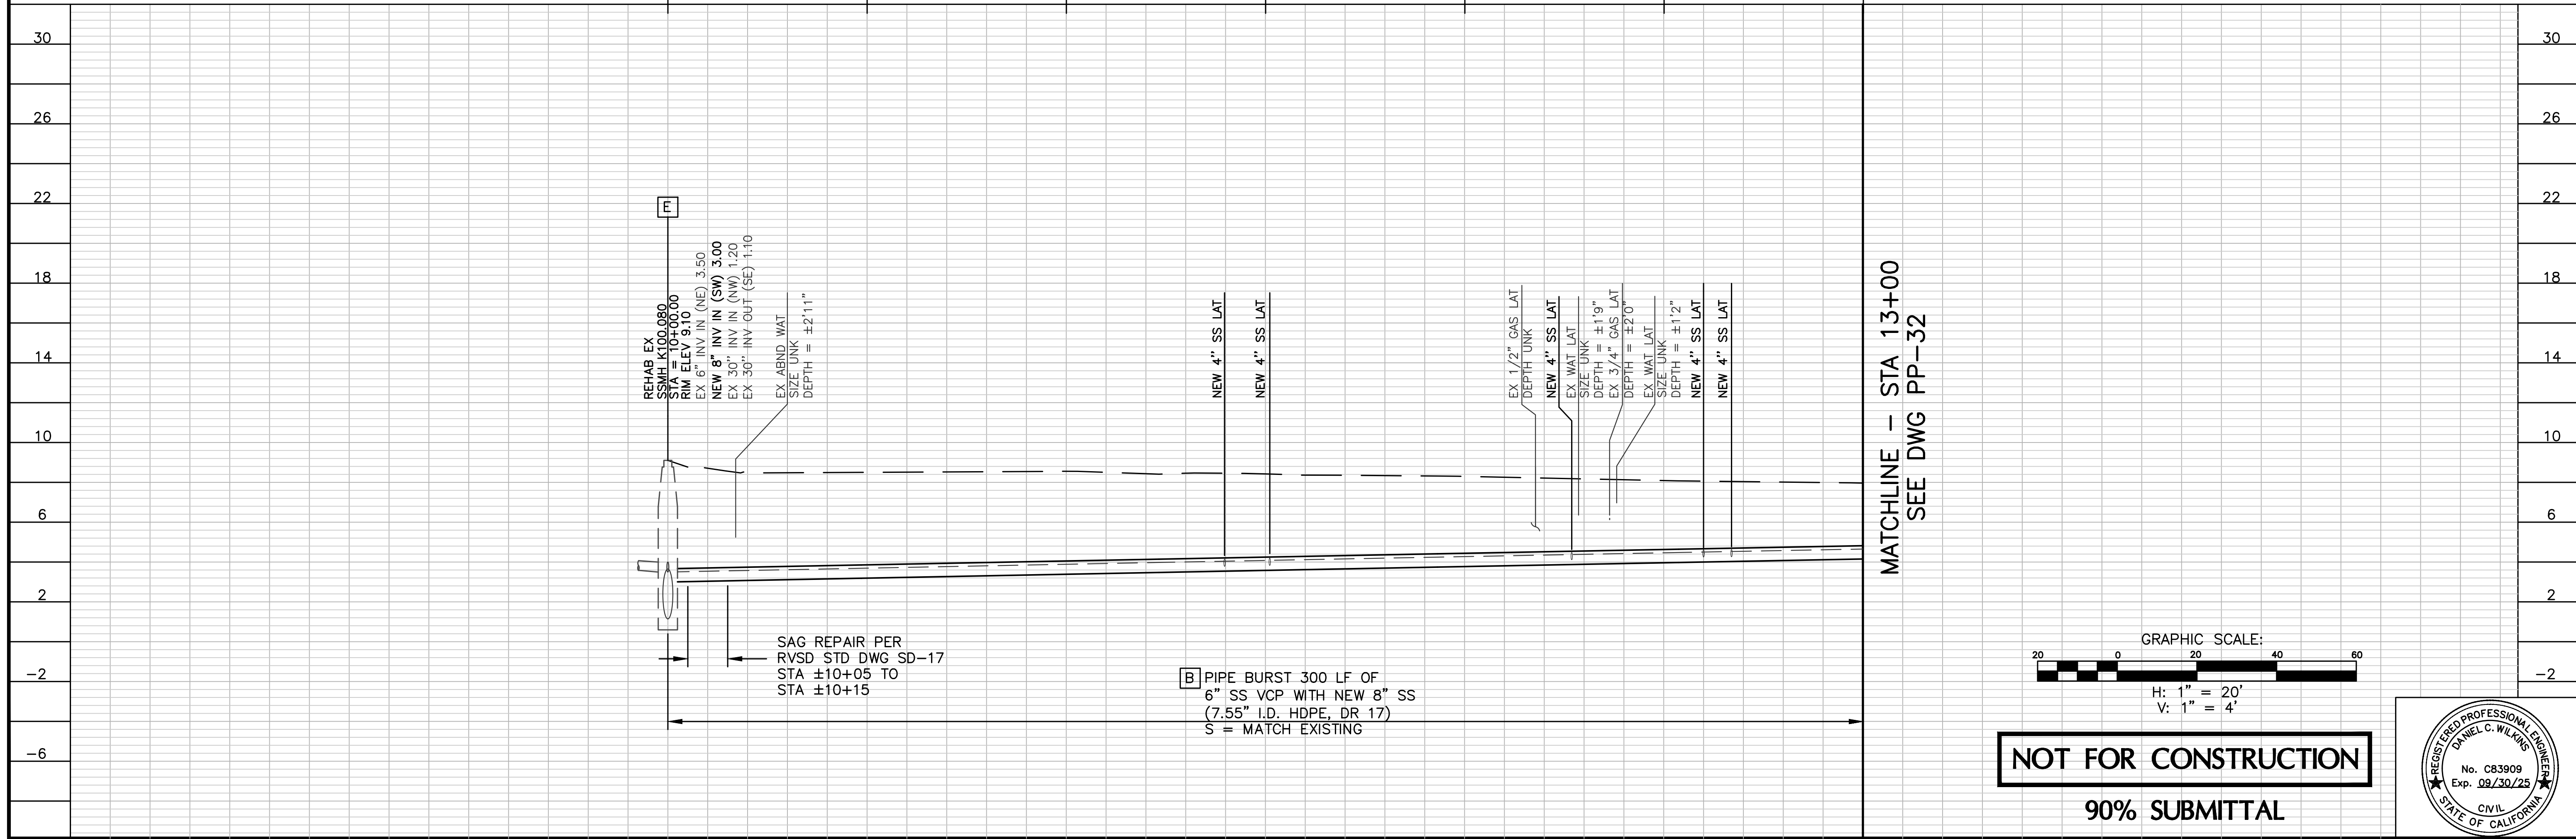 30
26
22
18
14
10
6
2
-2
-6
E
REHAB EX
SSMH K100.080
STA = 10+00.00
RIM ELEV 9.10
EX 6" INV IN (NE) 3.50
NEW 8" INV IN (SW) 3.00
EX 30" INV IN (NW) 1.20
EX 30" INV OUT (SE) 1.10
EX ABND WAT
SIZE UNK
DEPTH = ±2'11"
NEW 4" SS LAT
NEW 4" SS LAT
EX 1/2" GAS LAT
DEPTH UNK
NEW 4" SS LAT
EX WAT LAT
SIZE UNK
DEPTH = ±1'9"
EX 3/4" GAS LAT
DEPTH = ±2'0"
EX WAT LAT
SIZE UNK
DEPTH = ±1'2"
NEW 4" SS LAT
NEW 4" SS LAT
MATCHLINE - STA 13+00
SEE DWG PP-32
SAG REPAIR PER
RVSD STD DWG SD-17
STA ±10+05 TO
STA ±10+15
B PIPE BURST 300 LF OF
6" SS VCP WITH NEW 8" SS
(7.55" I.D. HDPE, DR 17)
S = MATCH EXISTING
30
26
22
18
14
10
6
2
-2
GRAPHIC SCALE:
20 0 20 40 60
H: 1" = 20'
V: 1" = 4'
NOT FOR CONSTRUCTION
90% SUBMITTAL
REGISTERED PROFESSIONAL ENGINEER
DANIEL C. WILKINS
No. C83909
Exp. 09/30/25
CIVIL
STATE OF CALIFORNIA